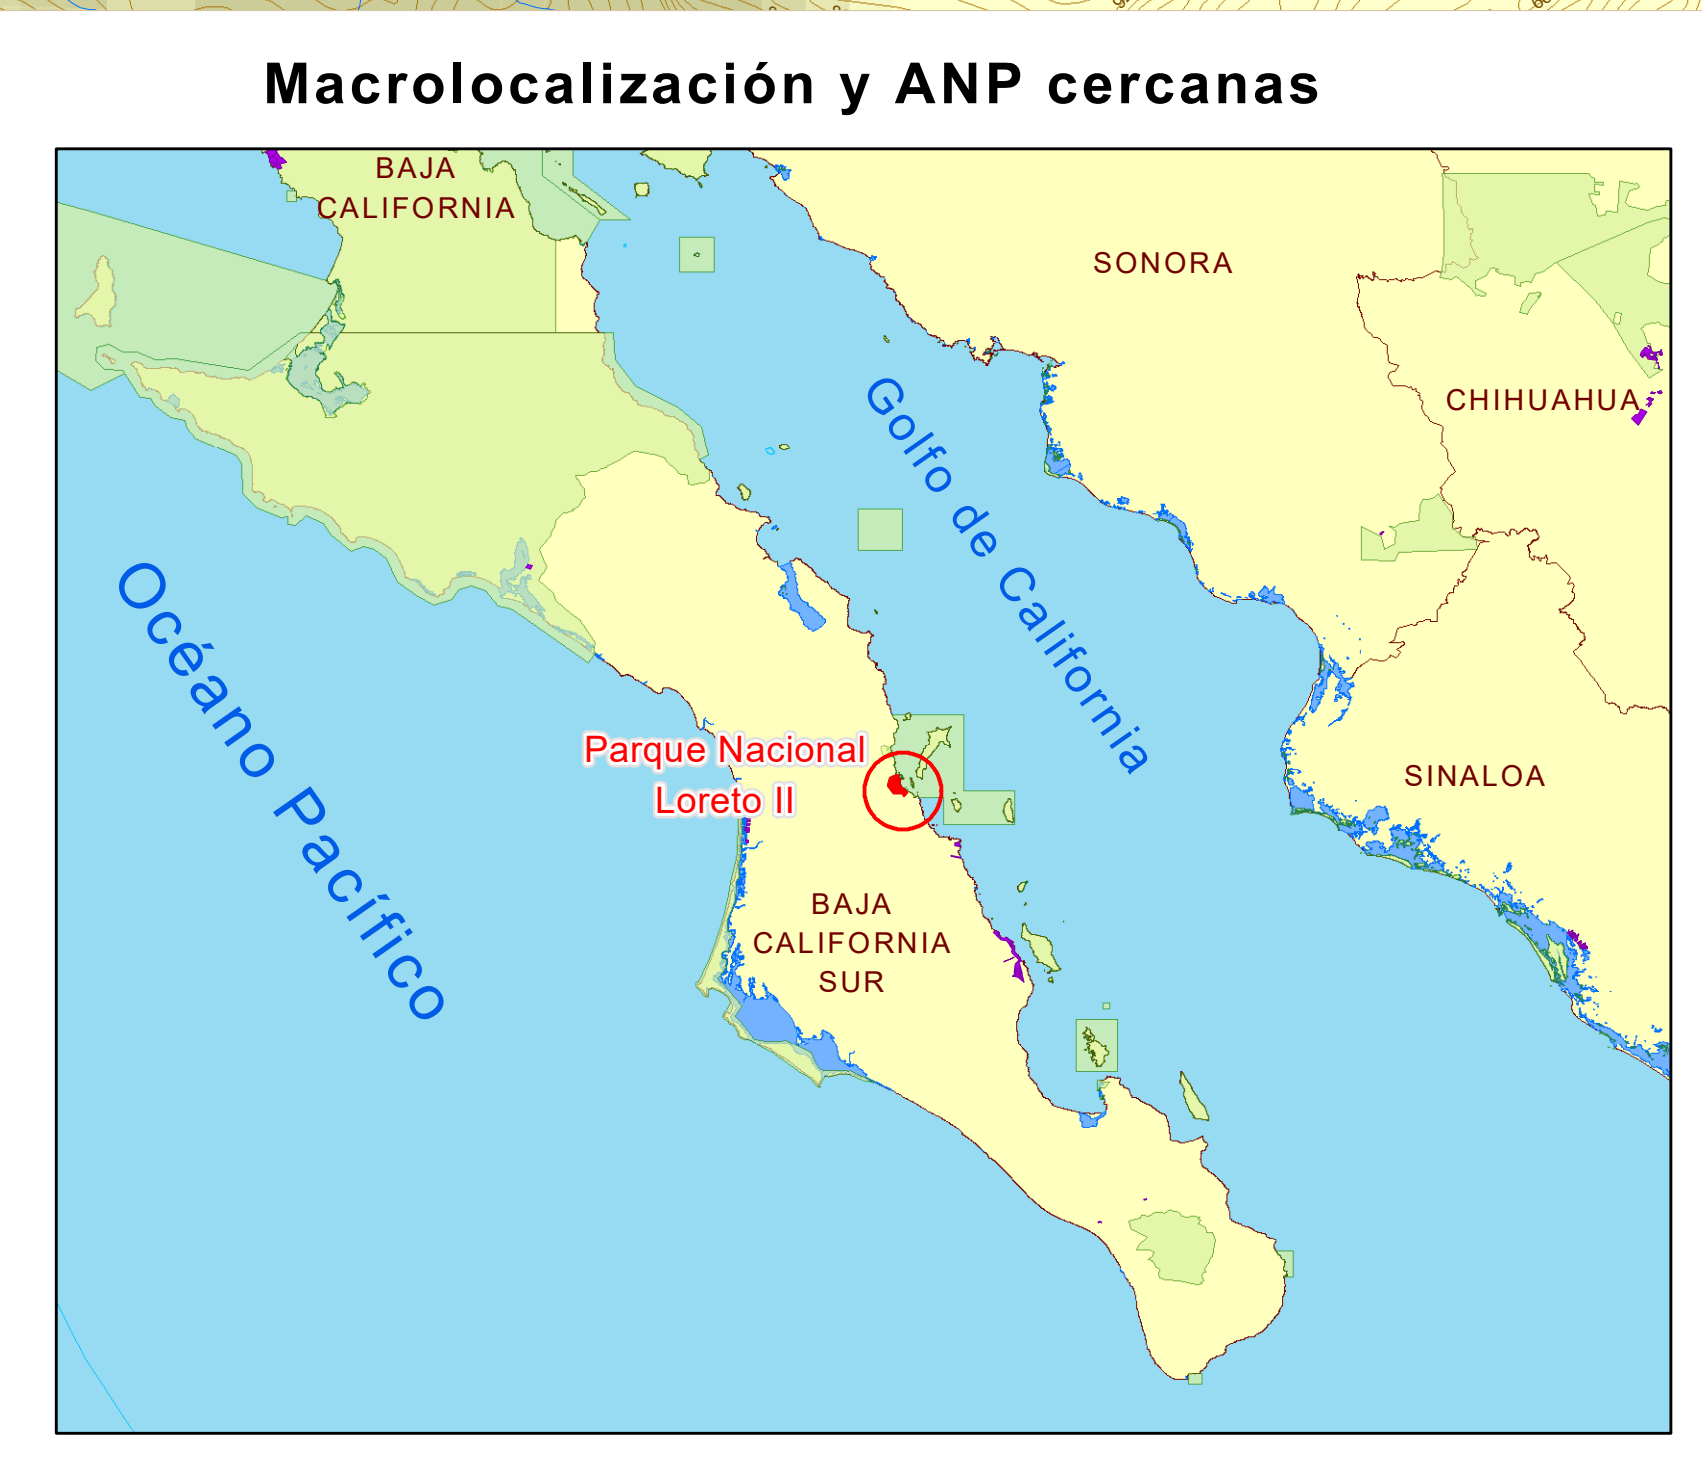 Macrolocalización y ANP cercanas
BAJA
CALIFORNIA
SONORA
CHIHUAHUA
Golfo de California
Océano Pacífico
Parque Nacional
Loreto II
SINALOA
BAJA
CALIFORNIA
SUR